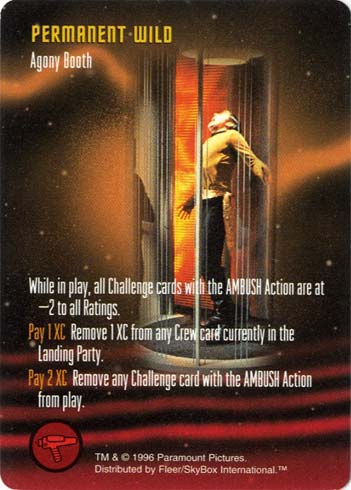 PERMANENT WILD
Agony Booth
While in play, all Challenge cards with the AMBUSH Action are at
–2 to all Ratings.
Pay 1 XC Remove 1 XC from any Crew card currently in the
Landing Party.
Pay 2 XC Remove any Challenge card with the AMBUSH Action
from play.
TM & © 1996 Paramount Pictures.
Distributed by Fleer/SkyBox International.™